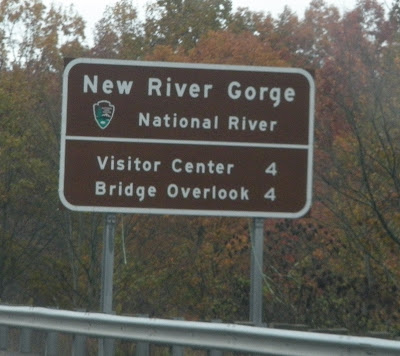 New River Gorge
National River
Visitor Center 4
Bridge Overlook 4